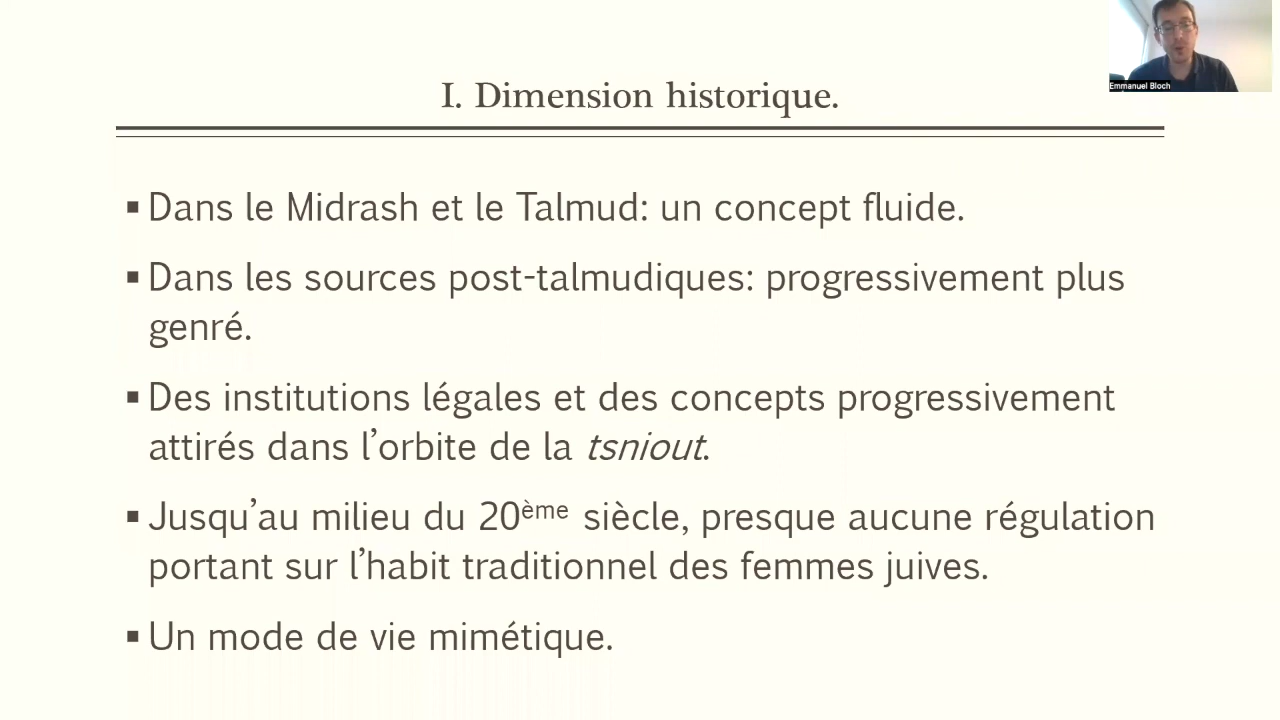 Emmanuel Bloch
I. Dimension historique.
▪ Dans le Midrash et le Talmud: un concept fluide.
▪ Dans les sources post-talmudiques: progressivement plus
genré.
▪ Des institutions légales et des concepts progressivement
attirés dans l’orbite de la tsniout.
▪ Jusqu’au milieu du 20ème siècle, presque aucune régulation
portant sur l’habit traditionnel des femmes juives.
▪ Un mode de vie mimétique.